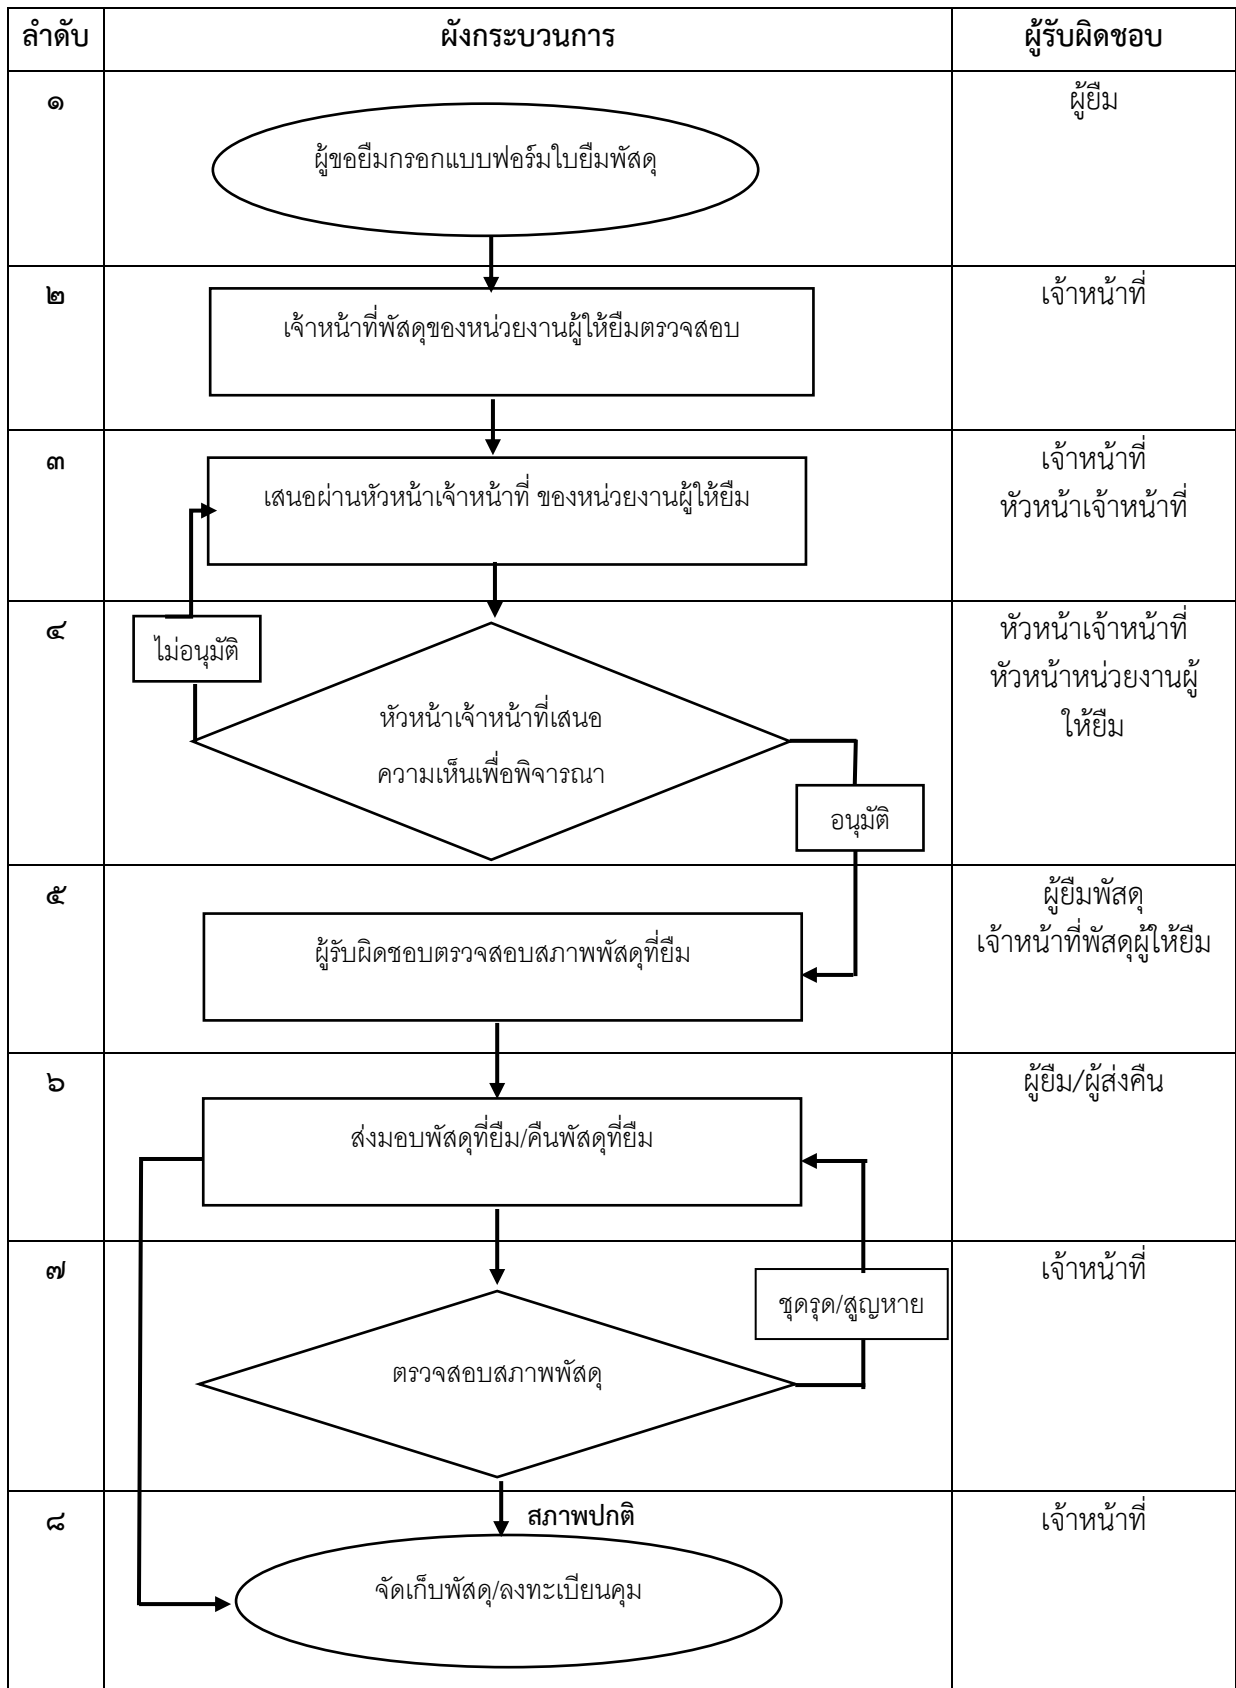 ลำดับ ผังกระบวนการ ผู้รับผิดชอบ
๑ ผู้ยืม
ผู้ขอยืมกรอกแบบฟอร์มใบยืมพัสดุ
๒ เจ้าหน้าที่
เจ้าหน้าที่พัสดุของหน่วยงานผู้ให้ยืมตรวจสอบ
๓ เจ้าหน้าที่
เสนอผ่านหัวหน้าเจ้าหน้าที่ ของหน่วยงานผู้ให้ยืม หัวหน้าเจ้าหน้าที่
๔ หัวหน้าเจ้าหน้าที่
ไม่อนุมัติ หัวหน้าหน่วยงานผู้
หัวหน้าเจ้าหน้าที่เสนอ ให้ยืม
ความเห็นเพื่อพิจารณา
อนุมัติ
๕ ผู้ยืมพัสดุ
ผู้รับผิดชอบตรวจสอบสภาพพัสดุที่ยืม เจ้าหน้าที่พัสดุผู้ให้ยืม
๖ ผู้ยืม/ผู้ส่งคืน
ส่งมอบพัสดุที่ยืม/คืนพัสดุที่ยืม
๗ เจ้าหน้าที่
ชุดรุด/สูญหาย
ตรวจสอบสภาพพัสดุ
๘ สภาพปกติ เจ้าหน้าที่
จัดเก็บพัสดุ/ลงทะเบียนคุม